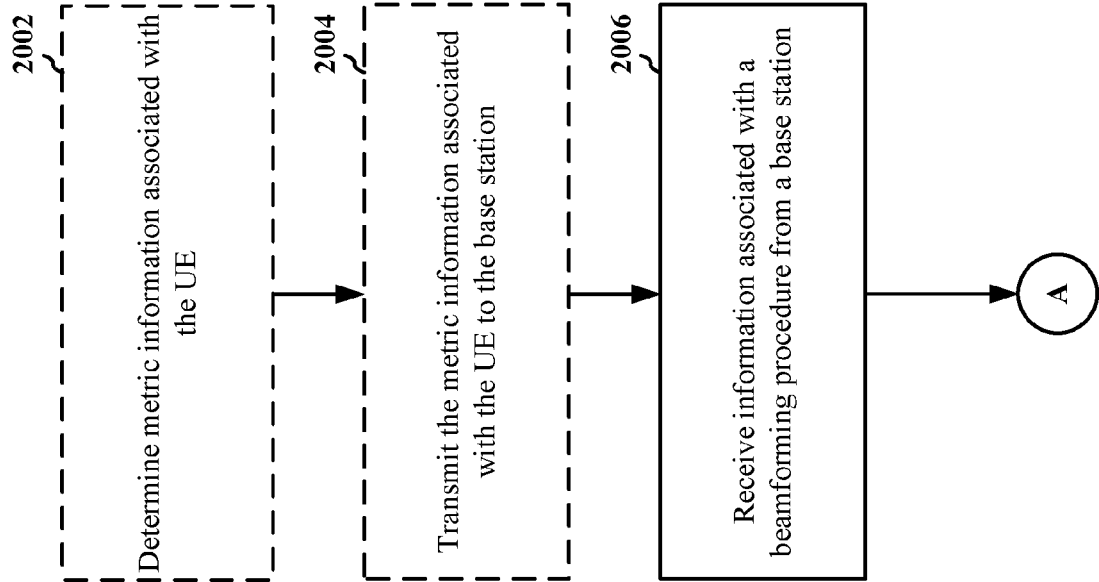 2002
Determine metric information associated with
the UE
2004
Transmit the metric information associated
with the UE to the base station
2006
Receive information associated with a
beamforming procedure from a base station
A